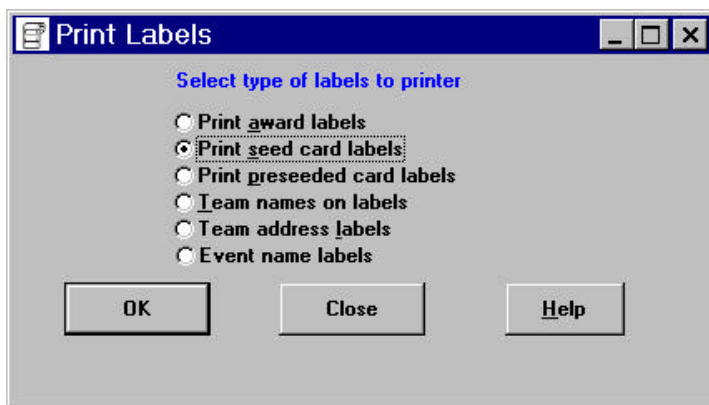 Print Labels
Select type of labels to printer
Print award labels
Print seed card labels
Print preseeded card labels
Team names on labels
Team address labels
Event name labels
OK Close Help